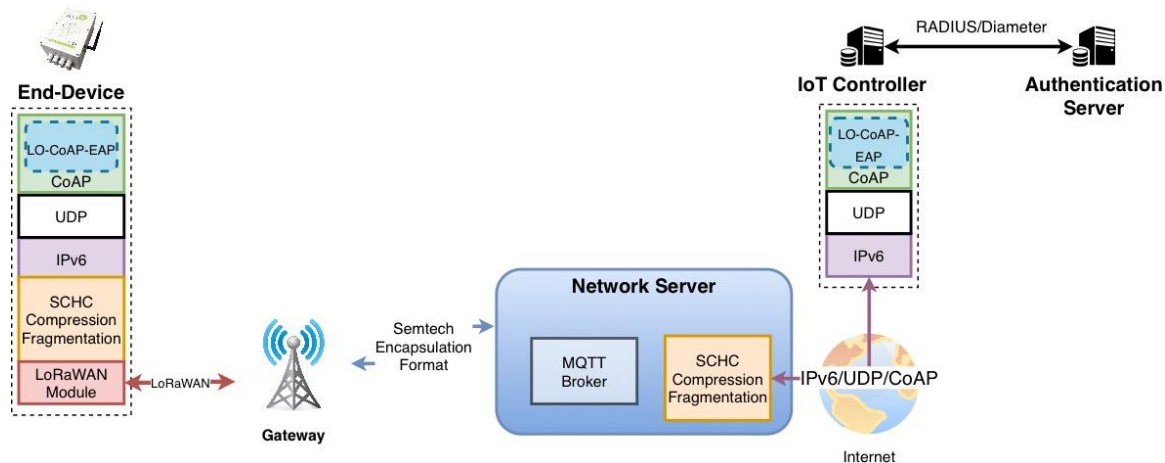 RADIUS/Diameter
End-Device
IoT Controller
Authentication
Server
LO-CoAP-EAP
CoAP
UDP
IPv6
SCHC
Compression
Fragmentation
LoRaWAN
Module
LoRaWAN
Gateway
Semtech
Encapsulation
Format
Network Server
MQTT
Broker
SCHC
Compression
Fragmentation
LO-CoAP-
EAP
CoAP
UDP
IPv6
IPv6/UDP/CoAP
Internet